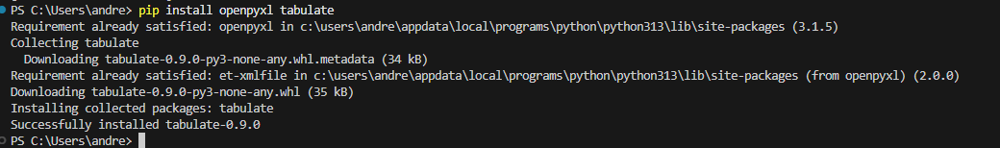 PS C:\Users\andre> pip install openpyxl tabulate
Requirement already satisfied: openpyxl in c:\users\andre\appdata\local\programs\python\python313\lib\site-packages (3.1.5)
Collecting tabulate
  Downloading tabulate-0.9.0-py3-none-any.whl.metadata (34 kB)
Requirement already satisfied: et-xmlfile in c:\users\andre\appdata\local\programs\python\python313\lib\site-packages (from openpyxl) (2.0.0)
Downloading tabulate-0.9.0-py3-none-any.whl (35 kB)
Installing collected packages: tabulate
Successfully installed tabulate-0.9.0
PS C:\Users\andre>